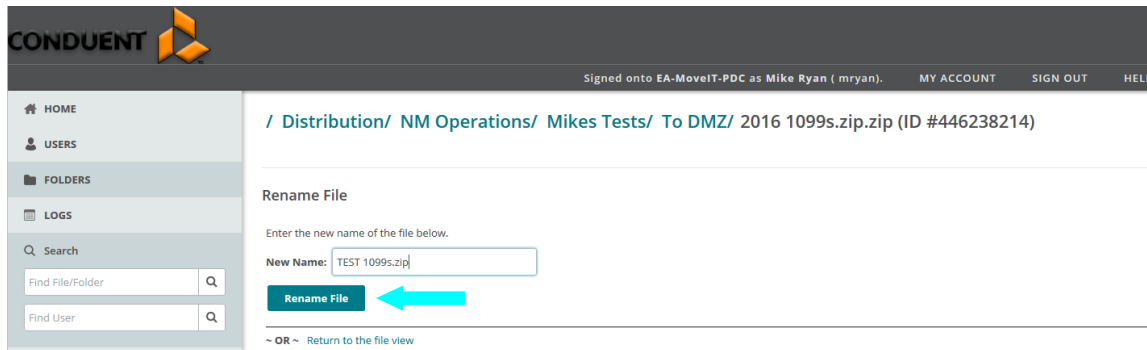 CONDUENT
Signed onto EA-MoveIT-PDC as Mike Ryan ( mryan). MY ACCOUNT SIGN OUT
HOME
USERS
FOLDERS
LOGS
Search
Find File/Folder
Find User
/ Distribution/ NM Operations/ Mikes Tests/ To DMZ/ 2016 1099s.zip.zip (ID #446238214)
Rename File
Enter the new name of the file below.
New Name: TEST 1099s.zip
Rename File
~ OR ~ Return to the file view